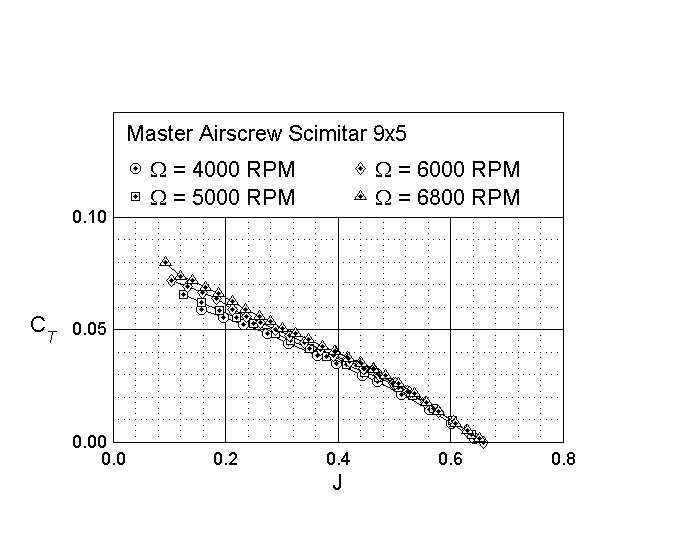 Master Airscrew Scimitar 9x5
Ω = 4000 RPM Ω = 6000 RPM
Ω = 5000 RPM Ω = 6800 RPM
0.10
0.05
C_T
0.00
0.0 0.2 0.4 0.6 0.8
J